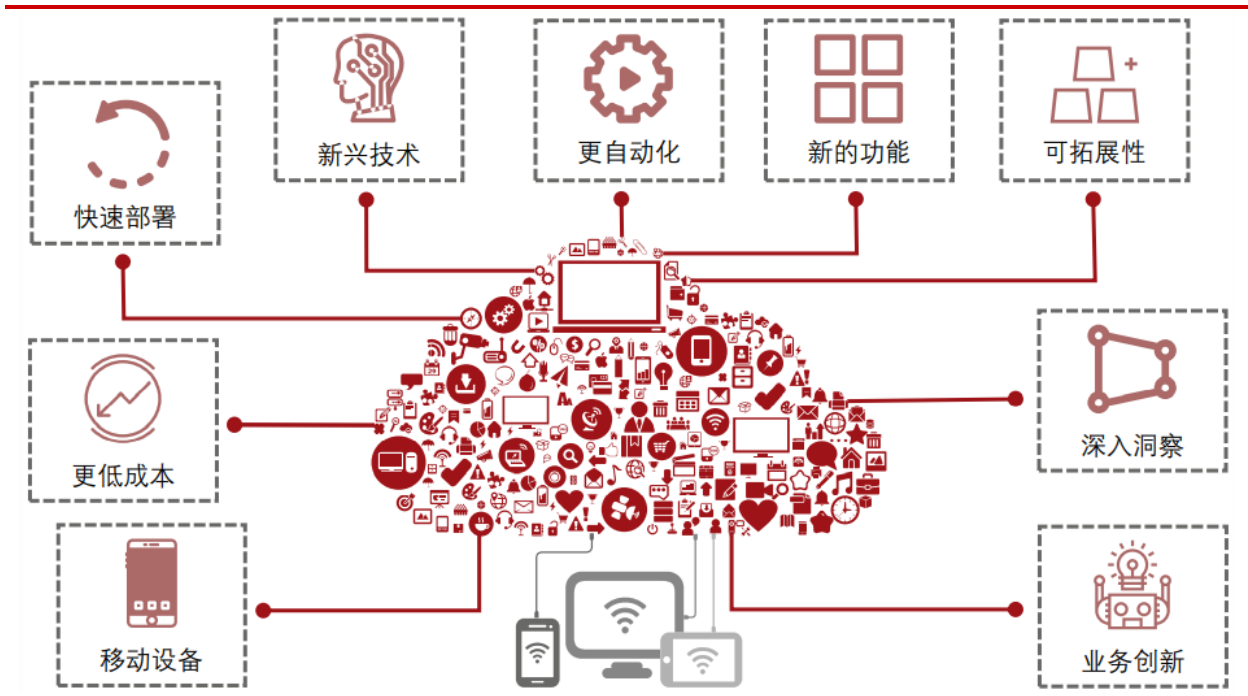 新兴技术
更自动化
新的功能
可拓展性
快速部署
更低成本
深入洞察
移动设备
业务创新